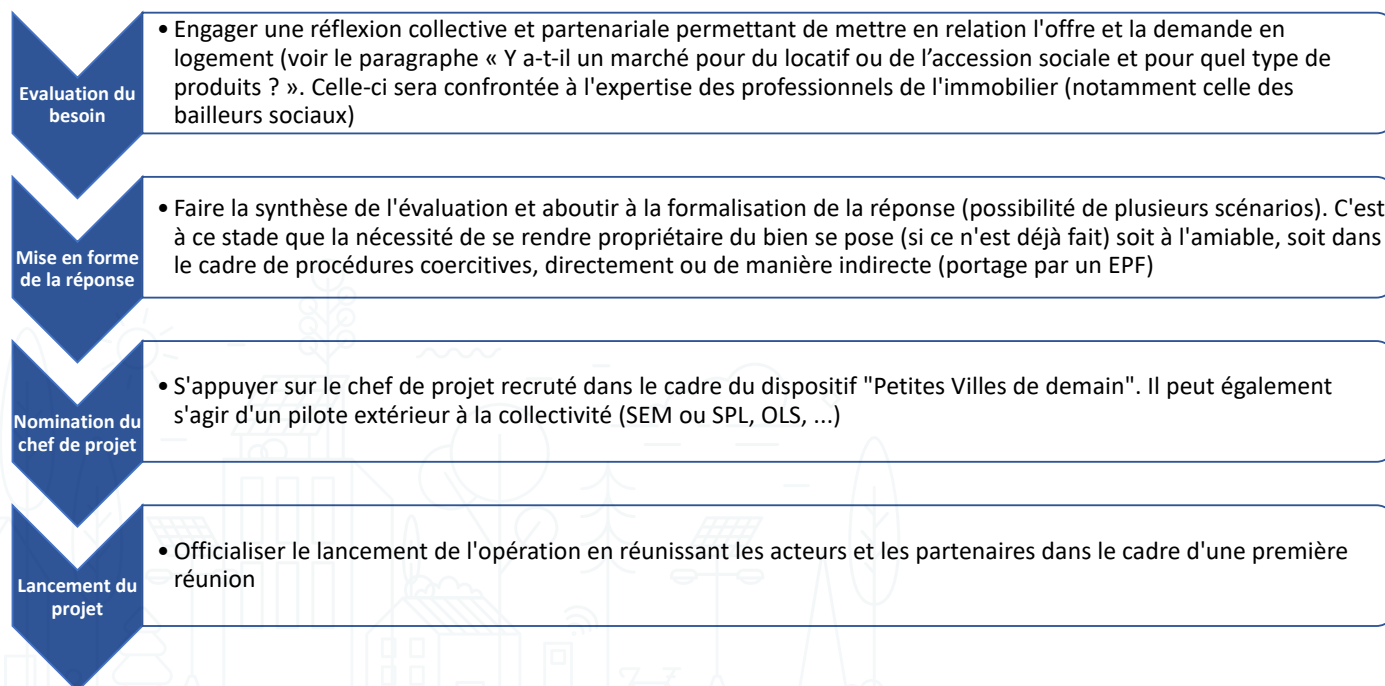 • Engager une réflexion collective et partenariale permettant de mettre en relation l'offre et la demande en
logement (voir le paragraphe « Y a-t-il un marché pour du locatif ou de l’accession sociale et pour quel type de
produits ? ». Celle-ci sera confrontée à l'expertise des professionnels de l'immobilier (notamment celle des
bailleurs sociaux)
Evaluation du
besoin
• Faire la synthèse de l'évaluation et aboutir à la formalisation de la réponse (possibilité de plusieurs scénarios). C'est
à ce stade que la nécessité de se rendre propriétaire du bien se pose (si ce n'est déjà fait) soit à l'amiable, soit dans
le cadre de procédures coercitives, directement ou de manière indirecte (portage par un EPF)
Mise en forme
de la réponse
• S'appuyer sur le chef de projet recruté dans le cadre du dispositif "Petites Villes de demain". Il peut également
s'agir d'un pilote extérieur à la collectivité (SEM ou SPL, OLS, ...)
Nomination du
chef de projet
• Officialiser le lancement de l'opération en réunissant les acteurs et les partenaires dans le cadre d'une première
réunion
Lancement du
projet